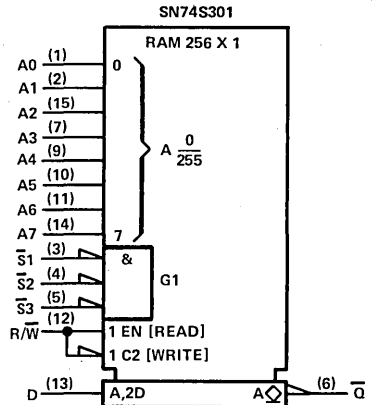 SN74S301
RAM 256 X 1
A0 (1) 0
A1 (2)
A2 (15)
A3 (7)
A4 (9) A 0/255
A5 (10)
A6 (11)
A7 (14) 7
S̅1 (3) &
S̅2 (4) G1
S̅3 (5)
R/W̅ (12) 1 EN [READ]
1 C2 [WRITE]
D (13) A,2D A◇ (6) Q̅